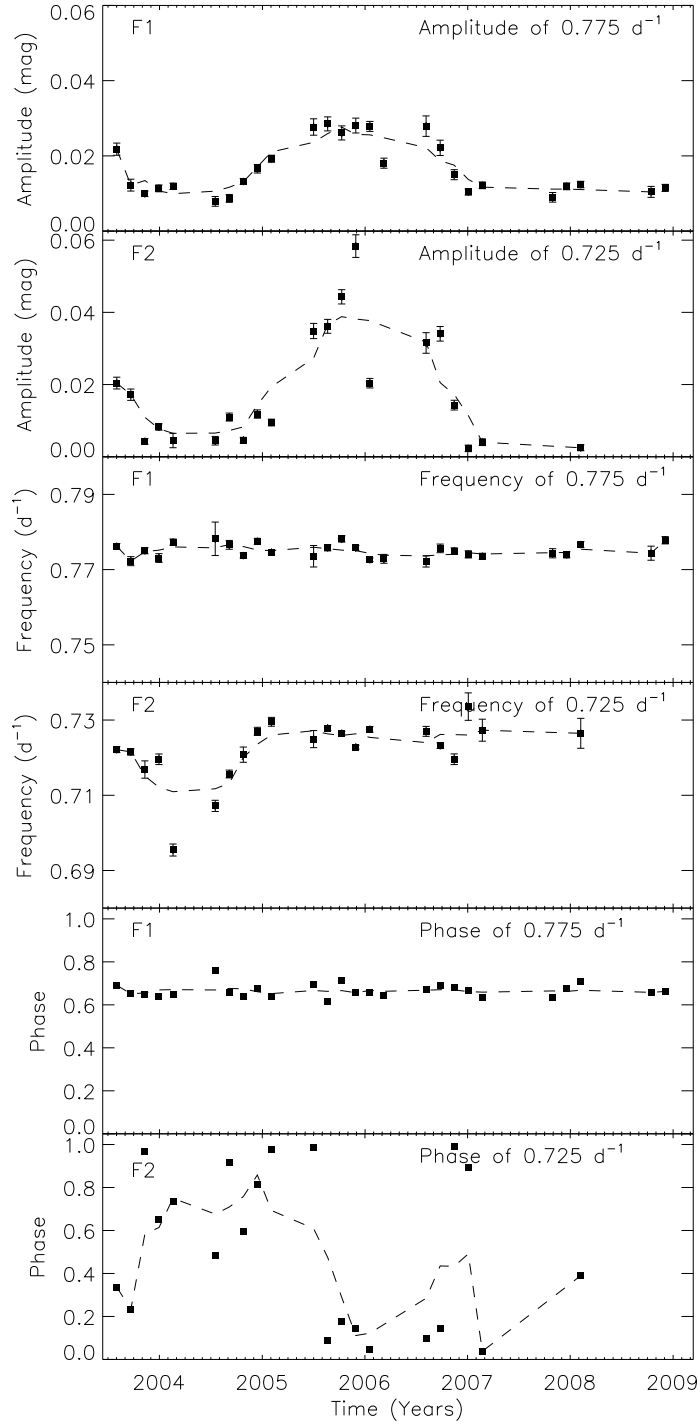 0.06 F1 Amplitude of 0.775 d⁻¹
0.04
0.02
0.00
Amplitude (mag)
0.06 F2 Amplitude of 0.725 d⁻¹
0.04
0.02
0.00
Amplitude (mag)
F1 Frequency of 0.775 d⁻¹
0.79
0.77
0.75
Frequency (d⁻¹)
F2 Frequency of 0.725 d⁻¹
0.73
0.71
0.69
Frequency (d⁻¹)
1.0 F1 Phase of 0.775 d⁻¹
0.8
0.6
0.4
0.2
0.0
Phase
1.0 F2 Phase of 0.725 d⁻¹
0.8
0.6
0.4
0.2
0.0
Phase
2004 2005 2006 2007 2008 2009
Time (Years)